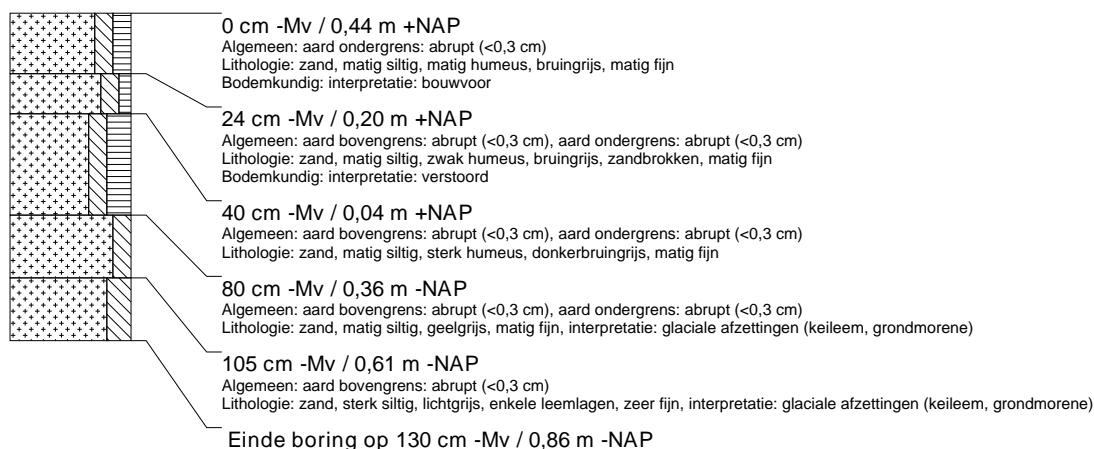 0 cm -Mv / 0,44 m +NAP
Algemeen: aard ondergrens: abrupt (<0,3 cm)
Lithologie: zand, matig siltig, matig humeus, bruingrijs, matig fijn
Bodemkundig: interpretatie: bouwvoor
24 cm -Mv / 0,20 m +NAP
Algemeen: aard bovengrens: abrupt (<0,3 cm), aard ondergrens: abrupt (<0,3 cm)
Lithologie: zand, matig siltig, zwak humeus, bruingrijs, zandbrokken, matig fijn
Bodemkundig: interpretatie: verstoord
40 cm -Mv / 0,04 m +NAP
Algemeen: aard bovengrens: abrupt (<0,3 cm), aard ondergrens: abrupt (<0,3 cm)
Lithologie: zand, matig siltig, sterk humeus, donkerbruingrijs, matig fijn
80 cm -Mv / 0,36 m -NAP
Algemeen: aard bovengrens: abrupt (<0,3 cm), aard ondergrens: abrupt (<0,3 cm)
Lithologie: zand, matig siltig, geelgrijs, matig fijn, interpretatie: glaciale afzettingen (keileem, grondmorene)
105 cm -Mv / 0,61 m -NAP
Algemeen: aard bovengrens: abrupt (<0,3 cm)
Lithologie: zand, sterk siltig, lichtgrijs, enkele leemlagen, zeer fijn, interpretatie: glaciale afzettingen (keileem, grondmorene)
Einde boring op 130 cm -Mv / 0,86 m -NAP